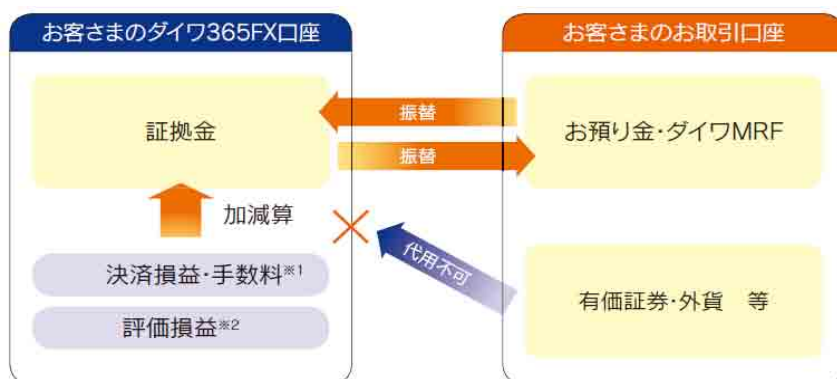 お客さまのダイワ365FX口座
証拠金
加減算
決済損益・手数料※1
評価損益※2
振替
振替
代用不可
お客さまのお取引口座
お預り金・ダイワMRF
有価証券・外貨　等